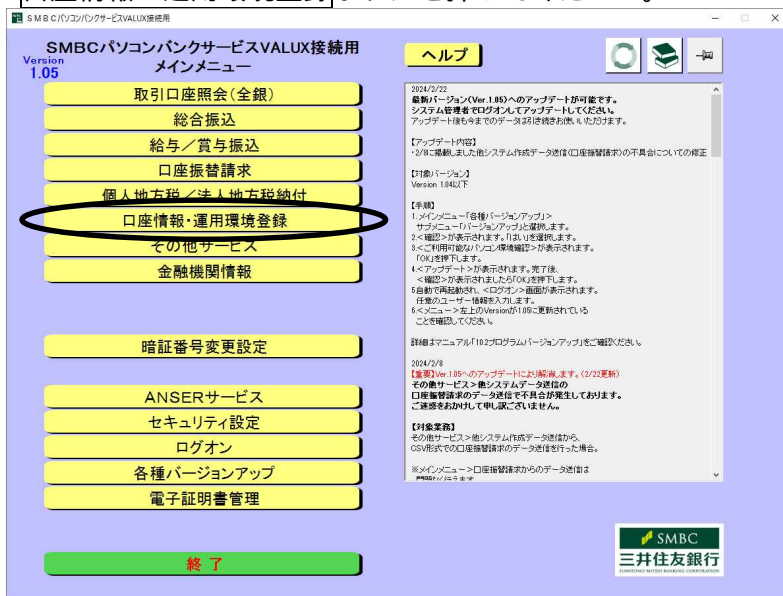 SMBCパソコンバンクサービスVALUX接続用
SMBCパソコンバンクサービスVALUX接続用
Version
1.05
メインメニュー
ヘルプ
取引口座照会(全銀)
総合振込
給与／賞与振込
口座振替請求
個人地方税／法人地方税納付
口座情報・運用環境登録
その他サービス
金融機関情報
暗証番号変更設定
ANSERサービス
セキュリティ設定
ログオン
各種バージョンアップ
電子証明書管理
終了
2024/2/22
最新バージョン(Ver.1.05)へのアップデートが可能です。
システム管理者でログオンしてアップデートしてください。
アップデート後も今までのデータは引き続きお使いいただけます。
【アップデート内容】
・2/8に掲載しました他システム作成データ送信(口座振替請求)の不具合についての修正
【対象バージョン】
Version 1.04以下
【手順】
1.メインメニュー「各種バージョンアップ」>
サブメニュー「バージョンアップ」と選択します。
2.<確認>が表示されます。「はい」を選択します。
3.<ご利用可能なパソコン環境確認>が表示されます。
「OK」を押下します。
4.<アップデート>が表示されます。完了後、
<確認>が表示されましたら「OK」を押下します。
5.自動で再起動され、<ログオン>画面が表示されます。
任意のユーザー情報を入力します。
6.<メニュー>左上のVersionが1.05に更新されている
ことを確認してください。
詳細はマニュアル「10.2プログラムバージョンアップ」をご確認ください。
2024/2/8
【重要】Ver.1.05へのアップデートにより解消します。(2/22更新)
その他サービス>他システムデータ送信の
口座振替請求のデータ送信で不具合が発生しております。
ご迷惑をおかけして申し訳ございません。
【対象業務】
その他サービス>他システム作成データ送信から、
CSV形式での口座振替請求のデータ送信を行った場合。
※メインメニュー>口座振替請求からのデータ送信は
SMBC
三井住友銀行
SUMITOMO MITSUI BANKING CORPORATION